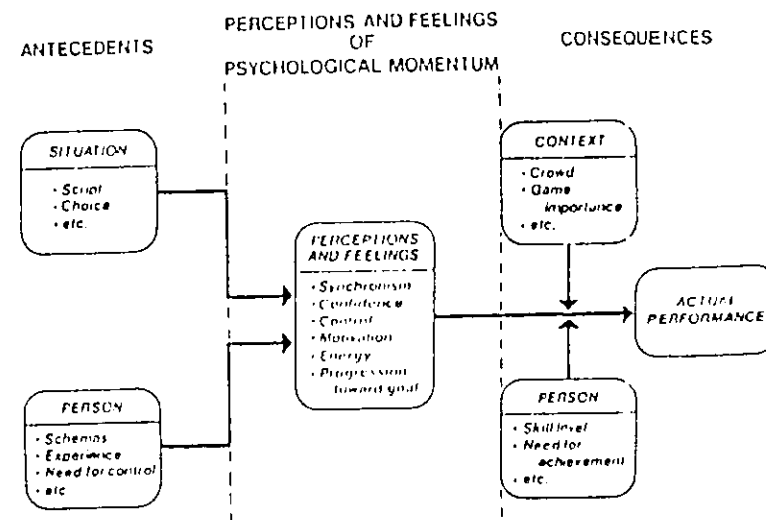 ANTECEDENTS
PERCEPTIONS AND FEELINGS
OF
PSYCHOLOGICAL MOMENTUM
CONSEQUENCES
SITUATION
• Script
• Choice
• etc.
PERSON
• Schemas
• Experience
• Need for control
• etc
PERCEPTIONS
AND FEELINGS
• Synchronism
• Confidence
• Control
• Motivation
• Energy
• Progression
toward goal
CONTEXT
• Crowd
• Game
importance
• etc.
PERSON
• Skill level
• Need for
achievement
• etc.
ACTUAL
PERFORMANCE